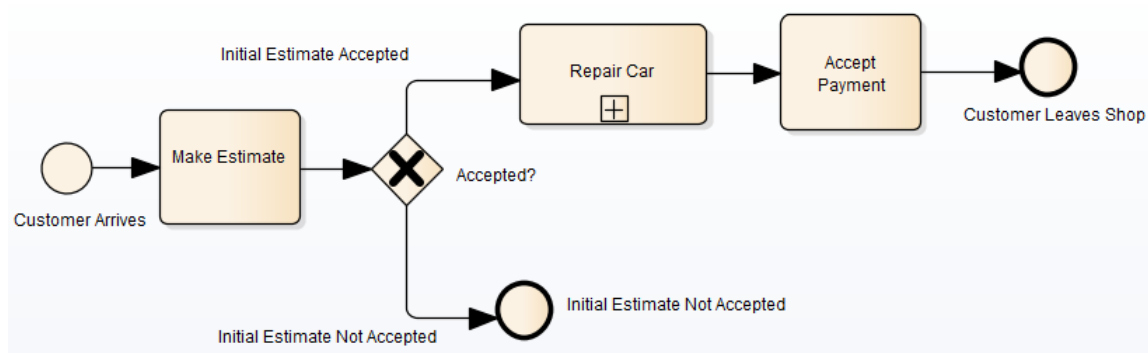 Initial Estimate Accepted
Repair Car
Accept
Payment
Customer Leaves Shop
Make Estimate
Accepted?
Customer Arrives
Initial Estimate Not Accepted
Initial Estimate Not Accepted